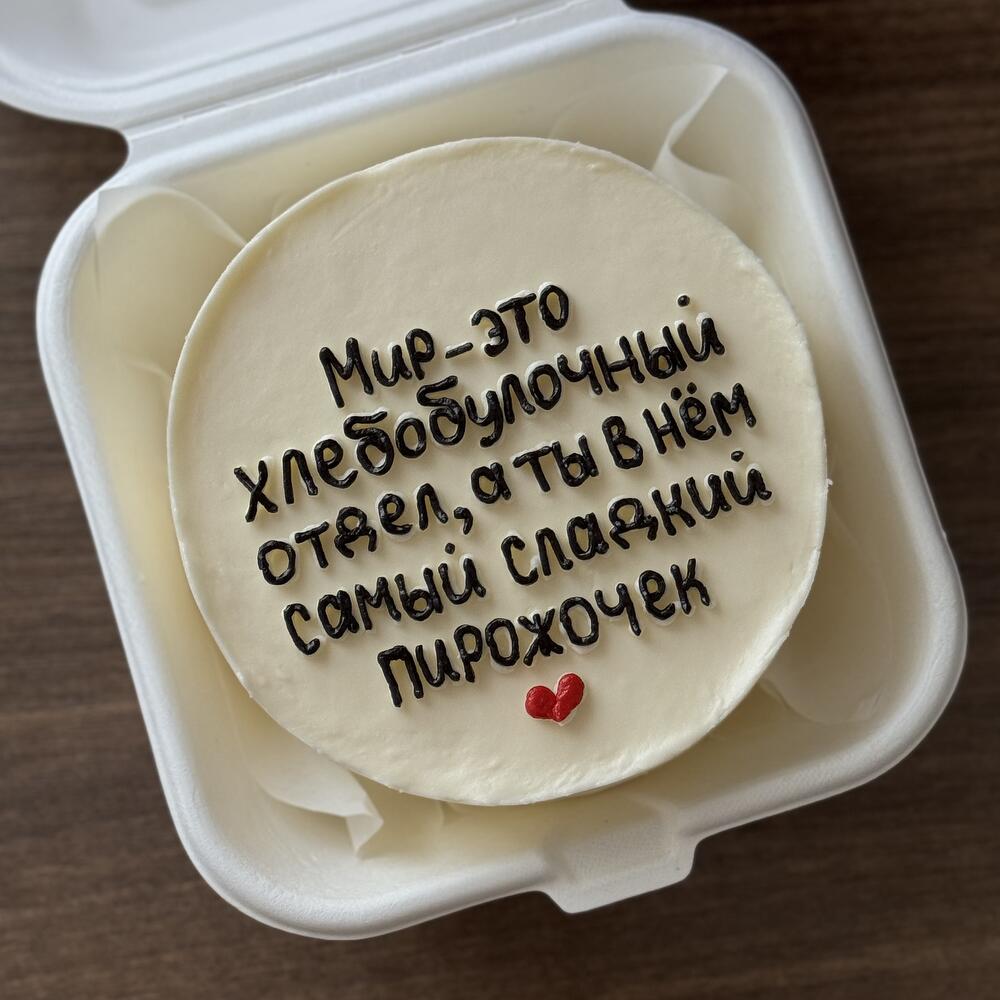 Мир – это
хлебобулочный
отдел, а ты в нём
самый сладкий
пирожочек